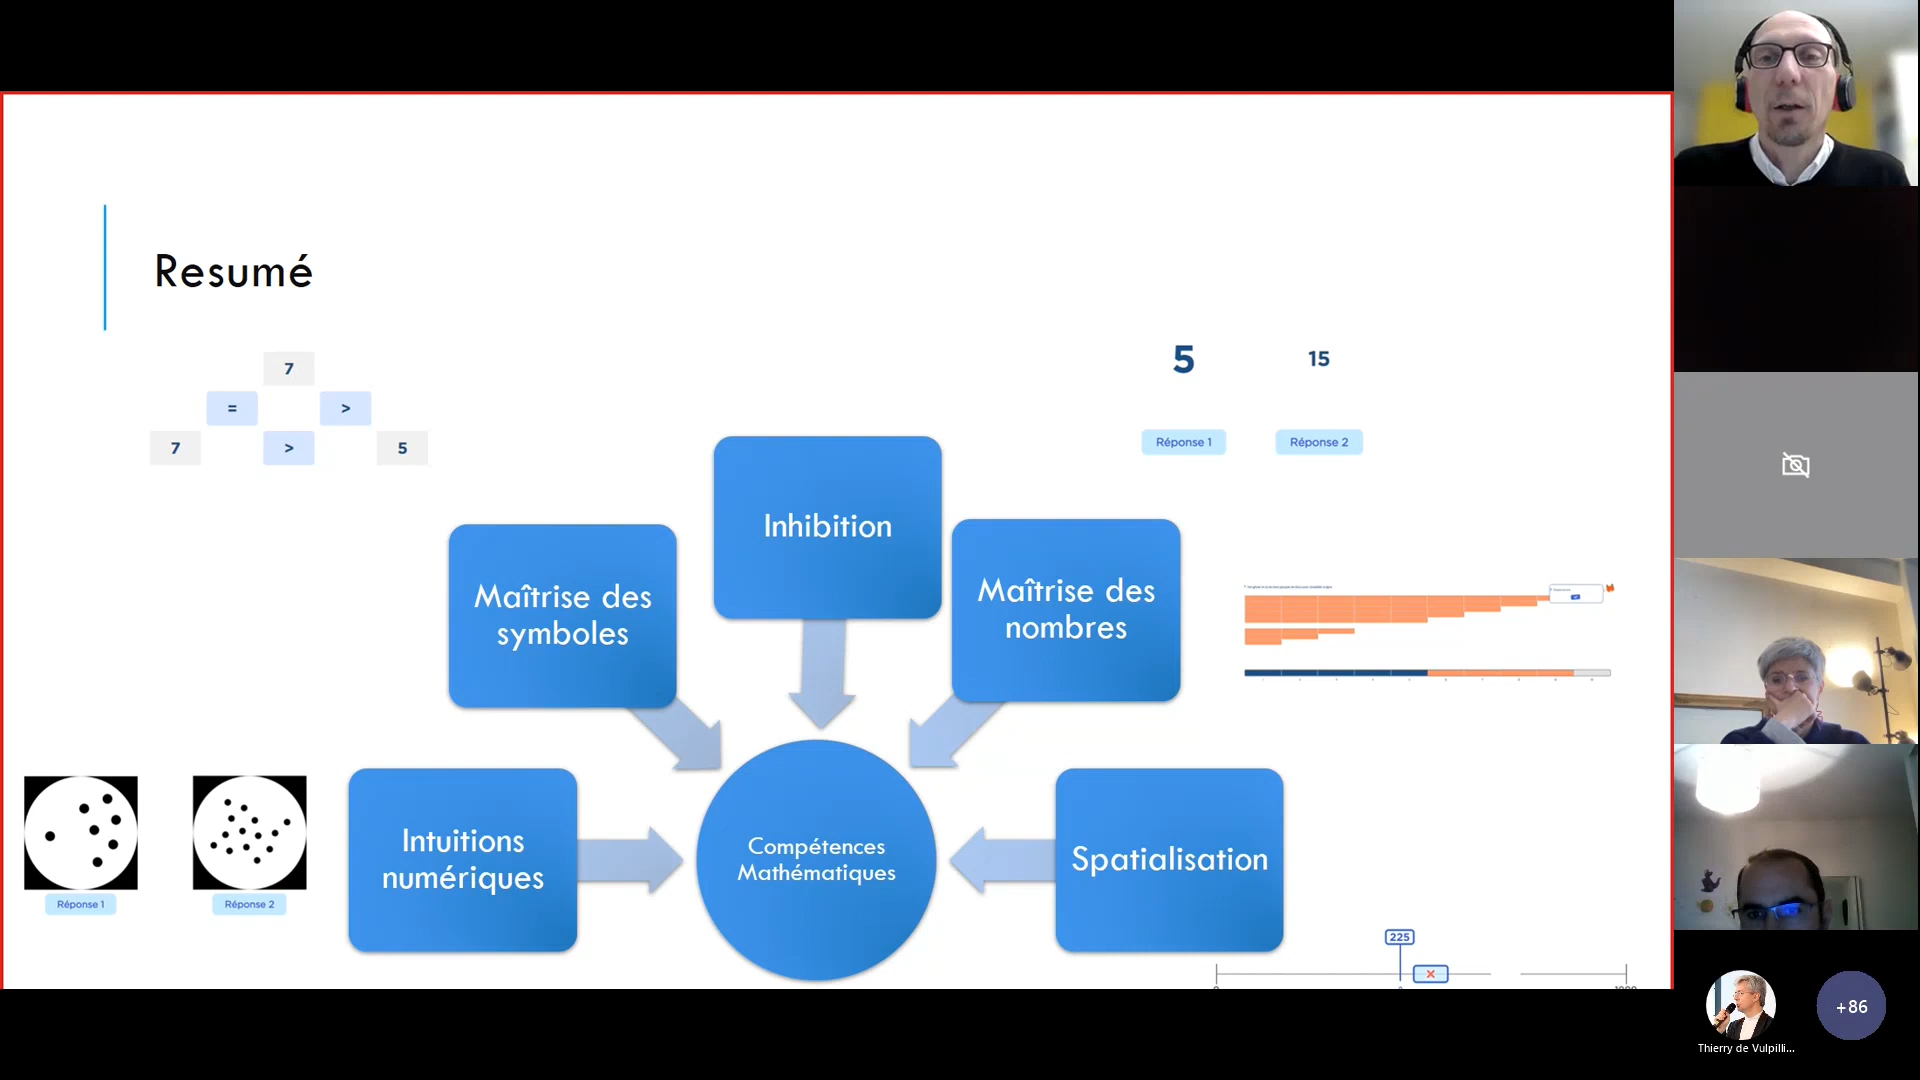 Resumé
7
=
>
7
>
5
5
15
Réponse 1
Réponse 2
Inhibition
Maîtrise des
symboles
Maîtrise des
nombres
Intuitions
numériques
Compétences
Mathématiques
Spatialisation
Réponse 1
Réponse 2
225
+86
Thierry de Vulpilli...